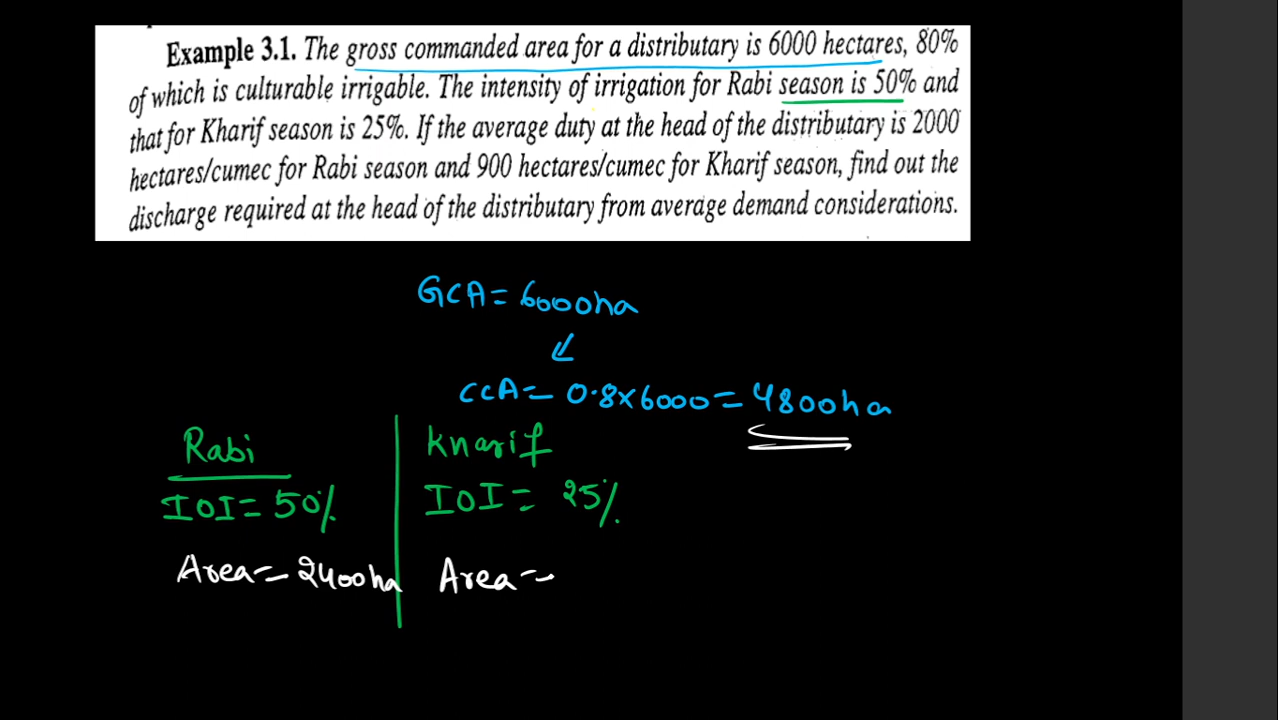 Example 3.1. The gross commanded area for a distributary is 6000 hectares, 80%
of which is culturable irrigable. The intensity of irrigation for Rabi season is 50% and
that for Kharif season is 25%. If the average duty at the head of the distributary is 2000
hectares/cumec for Rabi season and 900 hectares/cumec for Kharif season, find out the
discharge required at the head of the distributary from average demand considerations.
GCA = 6000ha
CCA = 0.8x6000 = 4800ha
Rabi
Kharif
IOI = 50%
IOI = 25%
Area = 2400ha
Area =